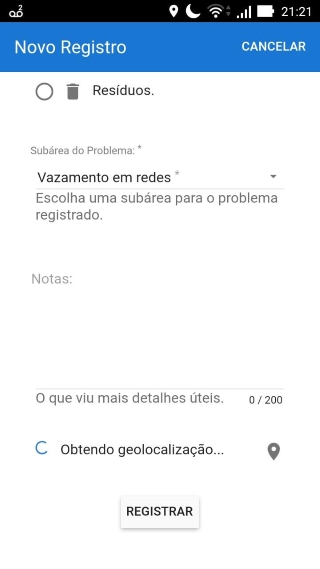 2
21:21
Novo Registro
CANCELAR
Resíduos.
Subárea do Problema: *
Vazamento em redes *
Escolha uma subárea para o problema
registrado.
Notas:
O que viu mais detalhes úteis.
0 / 200
Obtendo geolocalização...
REGISTRAR